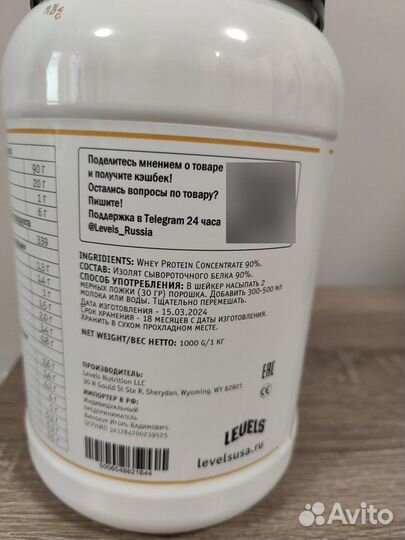 90 г
20 г
1 г
6 г
339
Поделитесь мнением о товаре
и получите кэшбек!
Остались вопросы по товару?
Пишите!
Поддержка в Telegram 24 часа
@Levels_Russia
INGRIDIENTS: WHEY PROTEIN CONCENTRATE 90%.
СОСТАВ: ИЗОЛЯТ СЫВОРОТОЧНОГО БЕЛКА 90%.
СПОСОБ УПОТРЕБЛЕНИЯ: В ШЕЙКЕР НАСЫПАТЬ 2
МЕРНЫХ ЛОЖКИ (30 ГР) ПОРОШКА. ДОБАВИТЬ 300-500 МЛ
МОЛОКА ИЛИ ВОДЫ. ТЩАТЕЛЬНО ПЕРЕМЕШАТЬ.
ДАТА ИЗГОТОВЛЕНИЯ - 15.03.2024
СРОК ХРАНЕНИЯ - 18 МЕСЯЦЕВ С ДАТЫ ИЗГОТОВЛЕНИЯ.
ХРАНИТЬ В СУХОМ ПРОХЛАДНОМ МЕСТЕ.
NET WEIGHT/ВЕС НЕТТО: 1000 G/1 КГ
ПРОИЗВОДИТЕЛЬ:
Levels Nutrition LLC
30 N Gould St Ste R, Sherydan, Wyoming, WY 82801
ИМПОРТЕР В РФ:
Индивидуальный
предприниматель
Игорь Вадимович.
ОГРНИП 321784700239525
5006548621644
EAC
LEVELS
levelsusa.ru
Avito